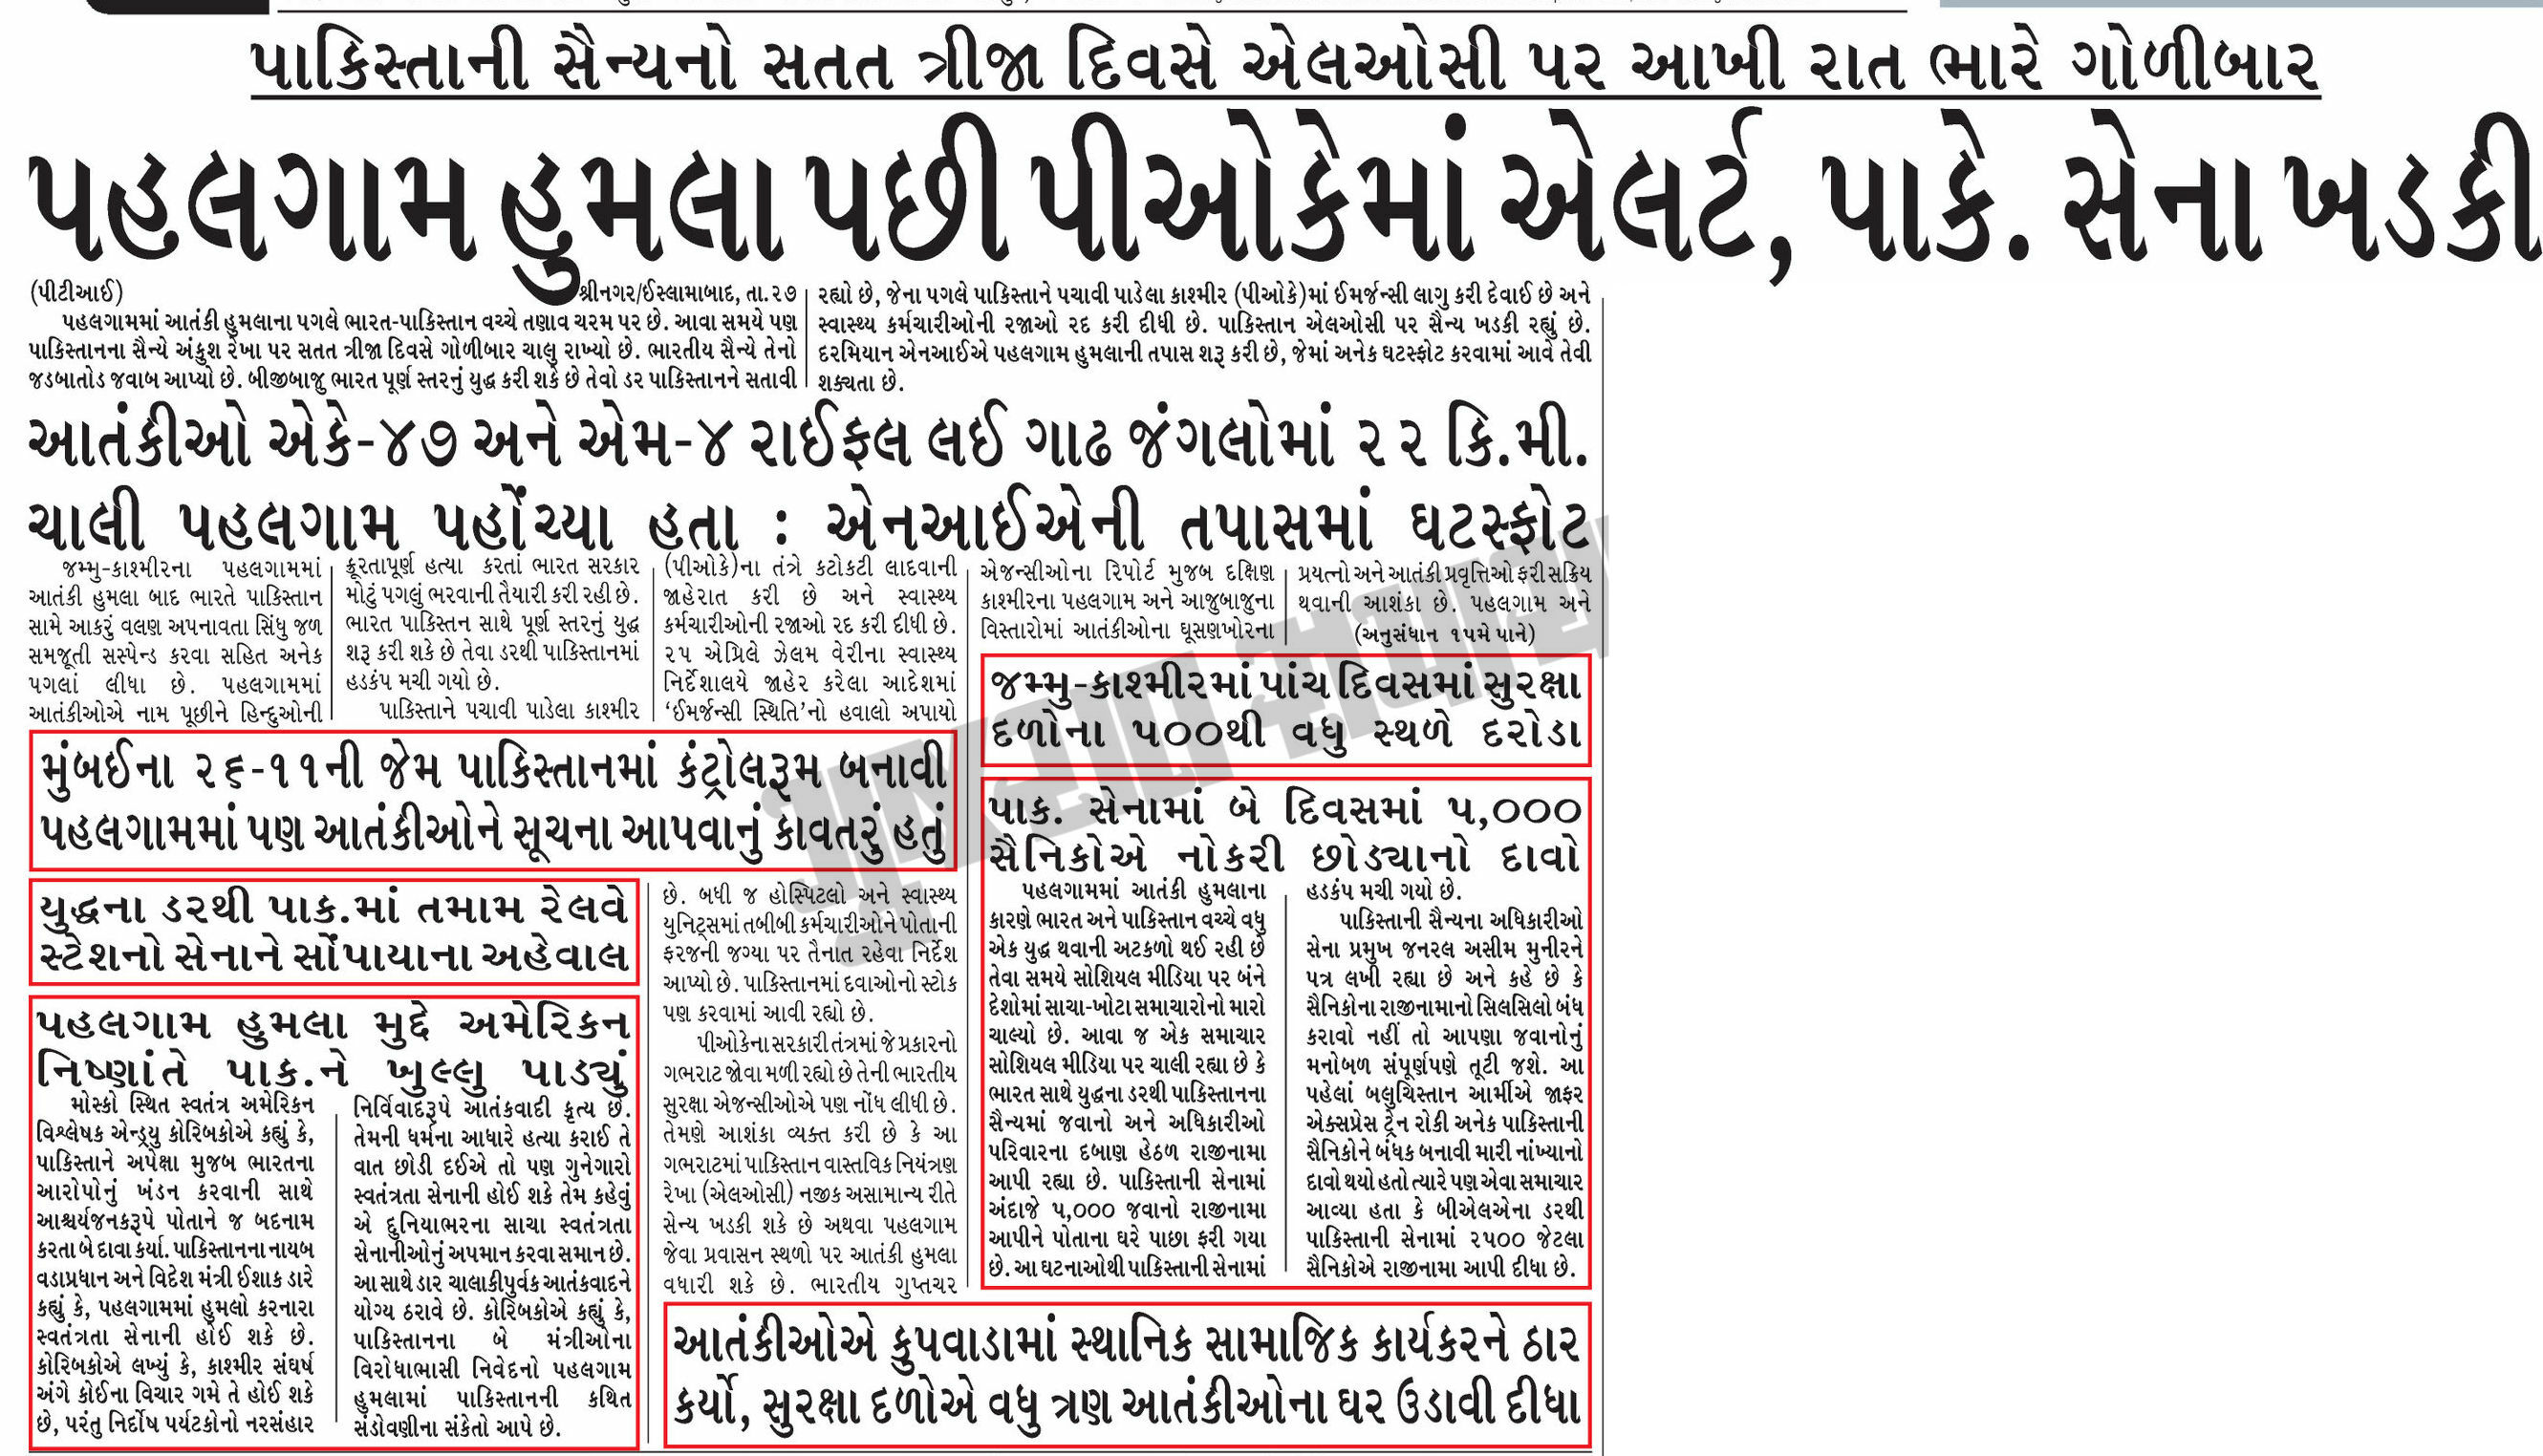 પાકિસ્તાની સૈન્યનો સતત ત્રીજા દિવસે એલઓસી પર આખી રાત ભારે ગોળીબાર
પહલગામ હુમલા પછી પીઓકેમાં એલર્ટ, પાકે. સેના ખડકી
(પીટીઆઈ) શ્રીનગર/ઈસ્લામાબાદ, તા.૨૭
પહલગામમાં આતંકી હુમલાના પગલે ભારત-પાકિસ્તાન વચ્ચે તણાવ ચરમ પર છે. આવા સમયે પણ
પાકિસ્તાનના સૈન્યે અંકુશ રેખા પર સતત ત્રીજા દિવસે ગોળીબાર ચાલુ રાખ્યો છે. ભારતીય સૈન્યે તેનો
જડબાતોડ જવાબ આપ્યો છે. બીજીબાજુ ભારત પૂર્ણ સ્તરનું યુદ્ધ કરી શકે છે તેવો ડર પાકિસ્તાનને સતાવી
રહ્યો છે, જેના પગલે પાકિસ્તાને પચાવી પાડેલા કાશ્મીર (પીઓકે)માં ઈમર્જન્સી લાગુ કરી દેવાઈ છે અને
સ્વાસ્થ્ય કર્મચારીઓની રજાઓ રદ કરી દીધી છે. પાકિસ્તાન એલઓસી પર સૈન્ય ખડકી રહ્યું છે.
દરમિયાન એનઆઈએ પહલગામ હુમલાની તપાસ શરૂ કરી છે, જેમાં અનેક ઘટસ્ફોટ કરવામાં આવે તેવી
શક્યતા છે.
આતંકીઓ એકે-૪૭ અને એમ-૪ રાઈફલ લઈ ગાઢ જંગલોમાં ૨૨ કિ.મી.
ચાલી પહલગામ પહોંચ્યા હતા : એનઆઈએની તપાસમાં ઘટસ્ફોટ
જમ્મુ-કાશ્મીરના પહલગામમાં
આતંકી હુમલા બાદ ભારતે પાકિસ્તાન
સામે આકરું વલણ અપનાવતા સિંધુ જળ
સમજૂતી સસ્પેન્ડ કરવા સહિત અનેક
પગલાં લીધા છે. પહલગામમાં
આતંકીઓએ નામ પૂછીને હિન્દુઓની
ક્રૂરતાપૂર્ણ હત્યા કરતાં ભારત સરકાર
મોટું પગલું ભરવાની તૈયારી કરી રહી છે.
ભારત પાકિસ્તન સાથે પૂર્ણ સ્તરનું યુદ્ધ
શરૂ કરી શકે છે તેવા ડરથી પાકિસ્તાનમાં
હડકંપ મચી ગયો છે.
પાકિસ્તાને પચાવી પાડેલા કાશ્મીર
(પીઓકે)ના તંત્રે કટોકટી લાદવાની
જાહેરાત કરી છે અને સ્વાસ્થ્ય
કર્મચારીઓની રજાઓ રદ કરી દીધી છે.
૨૫ એપ્રિલે ઝેલમ વેરીના સ્વાસ્થ્ય
નિર્દેશાલયે જાહેર કરેલા આદેશમાં
‘ઈમર્જન્સી સ્થિતિ’નો હવાલો અપાયો
છે. બધી જ હોસ્પિટલો અને સ્વાસ્થ્ય
યુનિટ્સમાં તબીબી કર્મચારીઓને પોતાની
ફરજની જગ્યા પર તૈનાત રહેવા નિર્દેશ
આપ્યો છે. પાકિસ્તાનમાં દવાઓનો સ્ટોક
પણ કરવામાં આવી રહ્યો છે.
પીઓકેના સરકારી તંત્રમાં જે પ્રકારનો
ગભરાટ જોવા મળી રહ્યો છે તેની ભારતીય
સુરક્ષા એજન્સીઓએ પણ નોંધ લીધી છે.
તેમણે આશંકા વ્યક્ત કરી છે કે આ
ગભરાટમાં પાકિસ્તાન વાસ્તવિક નિયંત્રણ
રેખા (એલઓસી) નજીક અસામાન્ય રીતે
સેન્ય ખડકી શકે છે અથવા પહલગામ
જેવા પ્રવાસન સ્થળો પર આતંકી હુમલા
વધારી શકે છે. ભારતીય ગુપ્તચર
એજન્સીઓના રિપોર્ટ મુજબ દક્ષિણ
કાશ્મીરના પહલગામ અને આજુબાજુના
વિસ્તારોમાં આતંકીઓના ઘૂસણખોરના
પ્રયત્નો અને આતંકી પ્રવૃત્તિઓ ફરી સક્રિય
થવાની આશંકા છે. પહલગામ અને
(અનુસંધાન ૧૫મે પાને)
મુંબઈના ૨૬-૧૧ની જેમ પાકિસ્તાનમાં કંટ્રોલરૂમ બનાવી
પહલગામમાં પણ આતંકીઓને સૂચના આપવાનું કાવતરું હતું
યુદ્ધના ડરથી પાક.માં તમામ રેલવે
સ્ટેશનો સેનાને સોંપાયાના અહેવાલ
પહલગામ હુમલા મુદ્દે અમેરિકન
નિષ્ણાંતે પાક.ને ખુલ્લુ પાડ્યું
મોસ્કો સ્થિત સ્વતંત્ર અમેરિકન
વિશ્લેષક એન્ડ્રયુ કોરિબકોએ કહ્યું કે,
પાકિસ્તાને અપેક્ષા મુજબ ભારતના
આરોપોનું ખંડન કરવાની સાથે
આશ્ચર્યજનકરૂપે પોતાને જ બદનામ
કરતા બે દાવા કર્યા. પાકિસ્તાનના નાયબ
વડાપ્રધાન અને વિદેશ મંત્રી ઈશાક ડારે
કહ્યું કે, પહલગામમાં હુમલો કરનારા
સ્વતંત્રતા સેનાની હોઈ શકે છે.
કોરિબકોએ લખ્યું કે, કાશ્મીર સંઘર્ષ
અંગે કોઈના વિચાર ગમે તે હોઈ શકે
છે, પરંતુ નિર્દોષ પર્યટકોનો નરસંહાર
નિર્વિવાદરૂપે આતંકવાદી કૃત્ય છે.
તેમની ધર્મના આધારે હત્યા કરાઈ તે
વાત છોડી દઈએ તો પણ ગુનેગારો
સ્વતંત્રતા સેનાની હોઈ શકે તેમ કહેવું
એ દુનિયાભરના સાચા સ્વતંત્રતા
સેનાનીઓનું અપમાન કરવા સમાન છે.
આ સાથે ડાર ચાલાકીપુર્વક આતંકવાદને
યોગ્ય ઠરાવે છે. કોરિબકોએ કહ્યું કે,
પાકિસ્તાનના બે મંત્રીઓના
વિરોધાભાસી નિવેદનો પહલગામ
હુમલામાં પાકિસ્તાનની કથિત
સંડોવણીના સંકેતો આપે છે.
જમ્મુ-કાશ્મીરમાં પાંચ દિવસમાં સુરક્ષા
દળોના ૫૦૦થી વધુ સ્થળે દરોડા
પાક. સેનામાં બે દિવસમાં ૫,૦૦૦
સૈનિકોએ નોકરી છોડ્યાનો દાવો
પહલગામમાં આતંકી હુમલાના
કારણે ભારત અને પાકિસ્તાન વચ્ચે વધુ
એક યુદ્ધ થવાની અટકળો થઈ રહી છે
તેવા સમયે સોશિયલ મીડિયા પર બંને
દેશોમાં સાચા-ખોટા સમાચારોનો મારો
ચાલ્યો છે. આવા જ એક સમાચાર
સોશિયલ મીડિયા પર ચાલી રહ્યા છે કે
ભારત સાથે યુદ્ધના ડરથી પાકિસ્તાનના
સૈન્યમાં જવાનો અને અધિકારીઓ
પરિવારના દબાણ હેઠળ રાજીનામા
આપી રહ્યા છે. પાકિસ્તાની સેનામાં
અંદાજે ૫,૦૦૦ જવાનો રાજીનામા
આપીને પોતાના ઘરે પાછા ફરી ગયા
છે. આ ઘટનાઓથી પાકિસ્તાની સેનામાં
હડકંપ મચી ગયો છે.
પાકિસ્તાની સૈન્યના અધિકારીઓ
સેના પ્રમુખ જનરલ અસીમ મુનીરને
પત્ર લખી રહ્યા છે અને કહે છે કે
સૈનિકોના રાજીનામાનો સિલસિલો બંધ
કરાવો નહીં તો આપણા જવાનોનું
મનોબળ સંપૂર્ણપણે તૂટી જશે. આ
પહેલાં બલુચિસ્તાન આર્મીએ જાફર
એક્સપ્રેસ ટ્રેન રોકી અનેક પાકિસ્તાની
સૈનિકોને બંધક બનાવી મારી નાંખ્યાનો
દાવો થયો હતો ત્યારે પણ એવા સમાચાર
આવ્યા હતા કે બીએલએના ડરથી
પાકિસ્તાની સેનામાં ૨૫૦૦ જેટલા
સૈનિકોએ રાજીનામા આપી દીધા છે.
આતંકીઓએ કુપવાડામાં સ્થાનિક સામાજિક કાર્યકરને ઠાર
કર્યો, સુરક્ષા દળોએ વધુ ત્રણ આતંકીઓના ઘર ઉડાવી દીધા
ગુજરાત સમાચાર